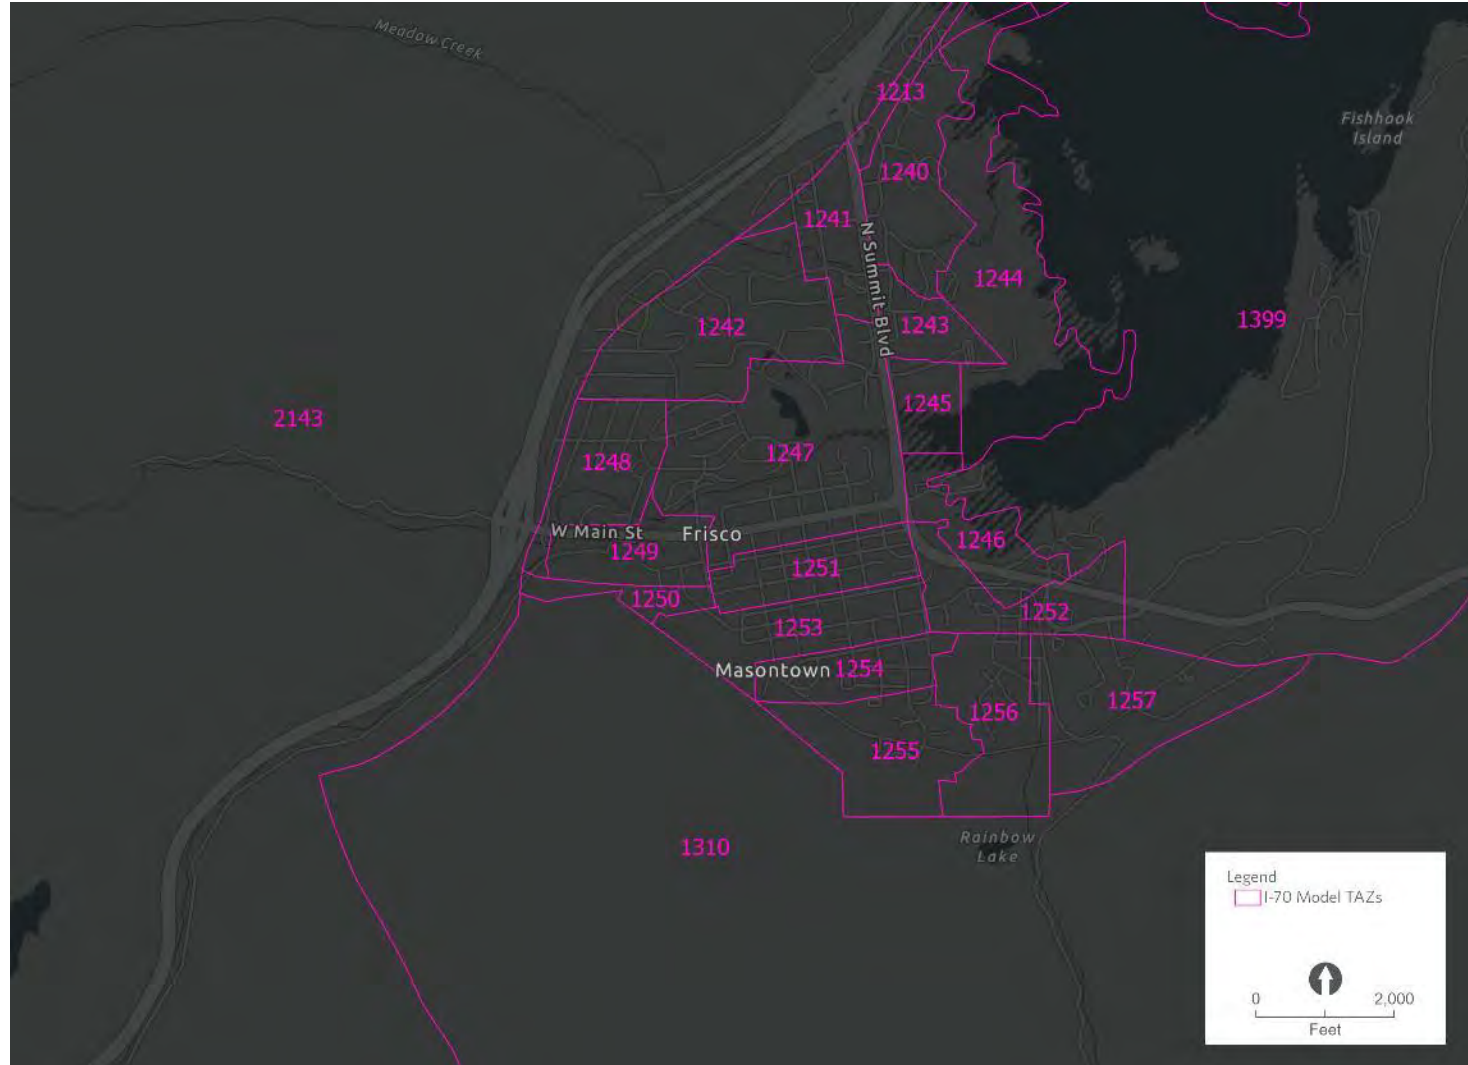 Meadow Creek
1213
Fishhook
Island
1240
1241
N Summit Blvd
1244
1242
1243
1399
1245
2143
1247
1248
W Main St
Frisco
1246
1249
1251
1250
1252
1253
Masontown
1254
1257
1256
1255
Rainbow
Lake
1310
Legend
I-70 Model TAZs
0
2,000
Feet